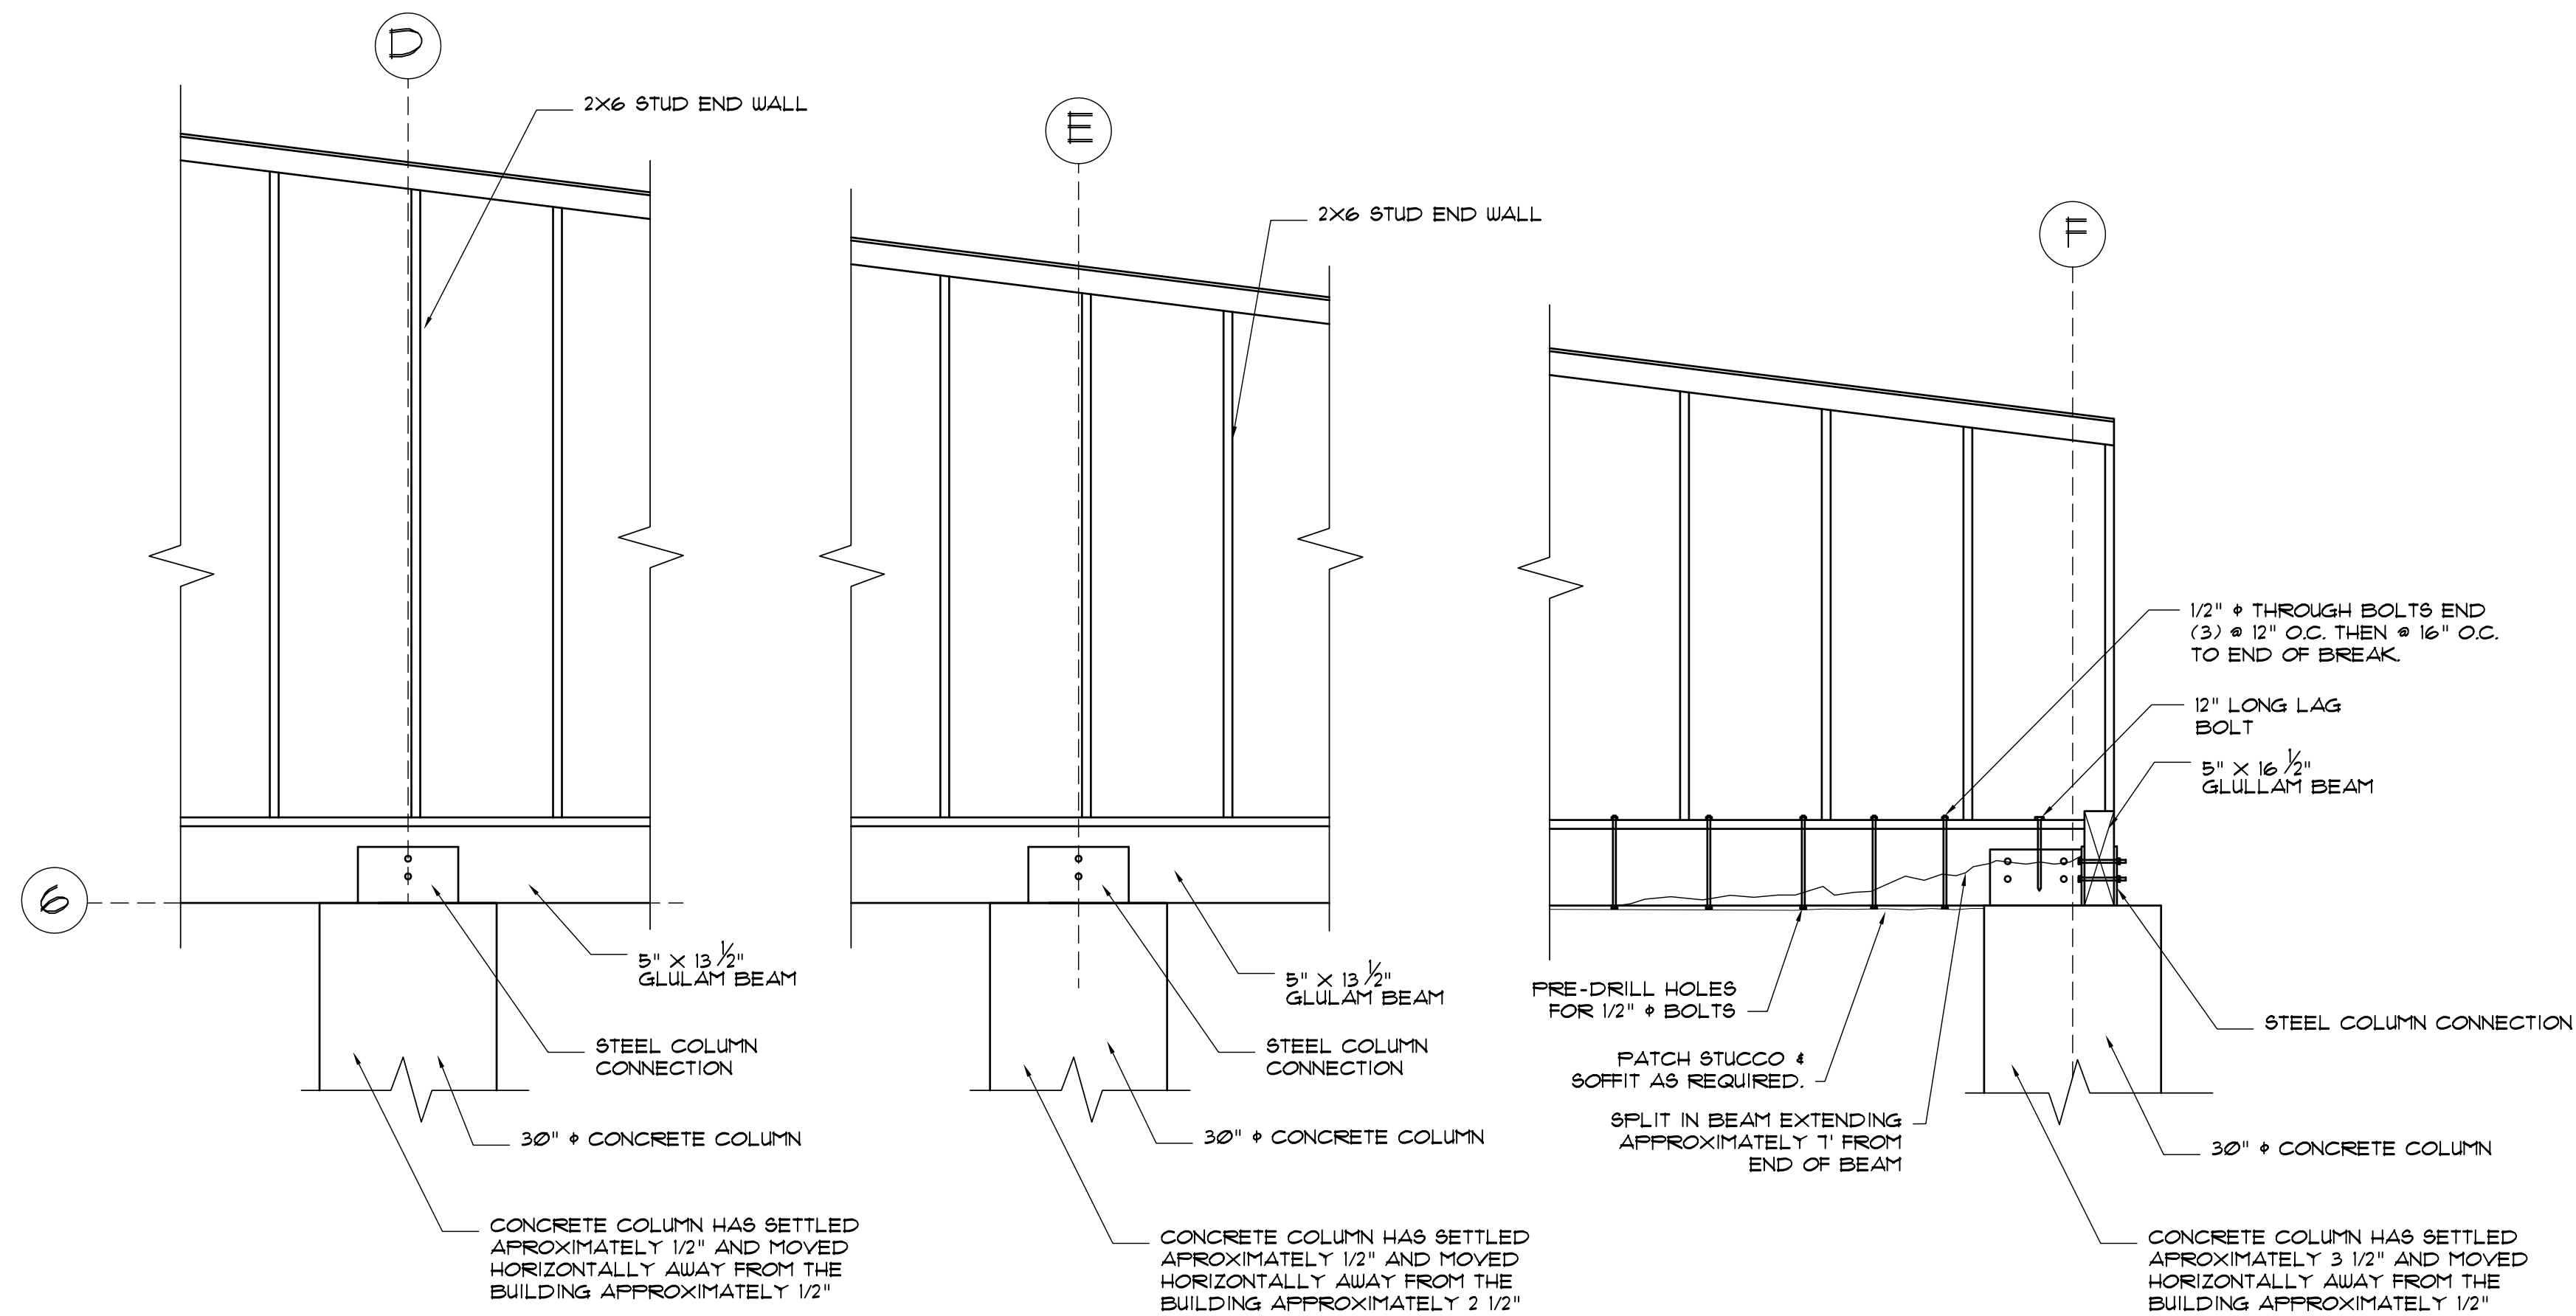 D
2X6 STUD END WALL
E
2X6 STUD END WALL
F
1/2" ϕ THROUGH BOLTS END
(3) @ 12" O.C. THEN @ 16" O.C.
TO END OF BREAK.
12" LONG LAG
BOLT
5" X 16 1/2"
GLULLAM BEAM
6
5" X 13 1/2"
GLULAM BEAM
STEEL COLUMN
CONNECTION
30" ϕ CONCRETE COLUMN
CONCRETE COLUMN HAS SETTLED
APROXIMATELY 1/2" AND MOVED
HORIZONTALLY AWAY FROM THE
BUILDING APPROXIMATELY 1/2"
5" X 13 1/2"
GLULAM BEAM
STEEL COLUMN
CONNECTION
30" ϕ CONCRETE COLUMN
CONCRETE COLUMN HAS SETTLED
APROXIMATELY 1/2" AND MOVED
HORIZONTALLY AWAY FROM THE
BUILDING APPROXIMATELY 2 1/2"
PRE-DRILL HOLES
FOR 1/2" ϕ BOLTS
PATCH STUCCO &
SOFFIT AS REQUIRED.
SPLIT IN BEAM EXTENDING
APPROXIMATELY 7' FROM
END OF BEAM
STEEL COLUMN CONNECTION
30" ϕ CONCRETE COLUMN
CONCRETE COLUMN HAS SETTLED
APROXIMATELY 3 1/2" AND MOVED
HORIZONTALLY AWAY FROM THE
BUILDING APPROXIMATELY 1/2"